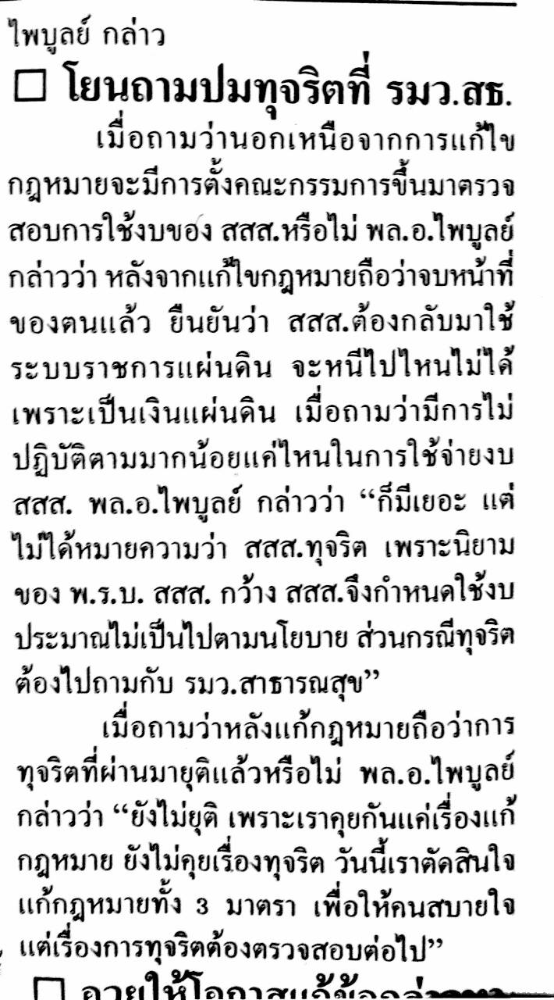 ไพบูลย์ กล่าว
□ โยนถามปมทุจริตที่ รมว.สธ.
เมื่อถามว่านอกเหนือจากการแก้ไข
กฎหมายจะมีการตั้งคณะกรรมการขึ้นมาตรวจ
สอบการใช้งบของ สสส.หรือไม่ พล.อ.ไพบูลย์
กล่าวว่า หลังจากแก้ไขกฎหมายถือว่าจบหน้าที่
ของตนแล้ว ยืนยันว่า สสส.ต้องกลับมาใช้
ระบบราชการแผ่นดิน จะหนีไปไหนไม่ได้
เพราะเป็นเงินแผ่นดิน เมื่อถามว่ามีการไม่
ปฏิบัติตามมากน้อยแค่ไหนในการใช้จ่ายงบ
สสส. พล.อ.ไพบูลย์ กล่าวว่า “ก็มีเยอะ แต่
ไม่ได้หมายความว่า สสส.ทุจริต เพราะนิยาม
ของ พ.ร.บ. สสส. กว้าง สสส.จึงกำหนดใช้งบ
ประมาณไม่เป็นไปตามนโยบาย ส่วนกรณีทุจริต
ต้องไปถามกับ รมว.สาธารณสุข”
เมื่อถามว่าหลังแก้กฎหมายถือว่าการ
ทุจริตที่ผ่านมายุติแล้วหรือไม่ พล.อ.ไพบูลย์
กล่าวว่า “ยังไม่ยุติ เพราะเราคุยกันแค่เรื่องแก้
กฎหมาย ยังไม่คุยเรื่องทุจริต วันนี้เราตัดสินใจ
แก้กฎหมายทั้ง 3 มาตรา เพื่อให้คนสบายใจ
แต่เรื่องการทุจริตต้องตรวจสอบต่อไป”
□ อวยให้โอกาสแก้ข้อกล่าวหา